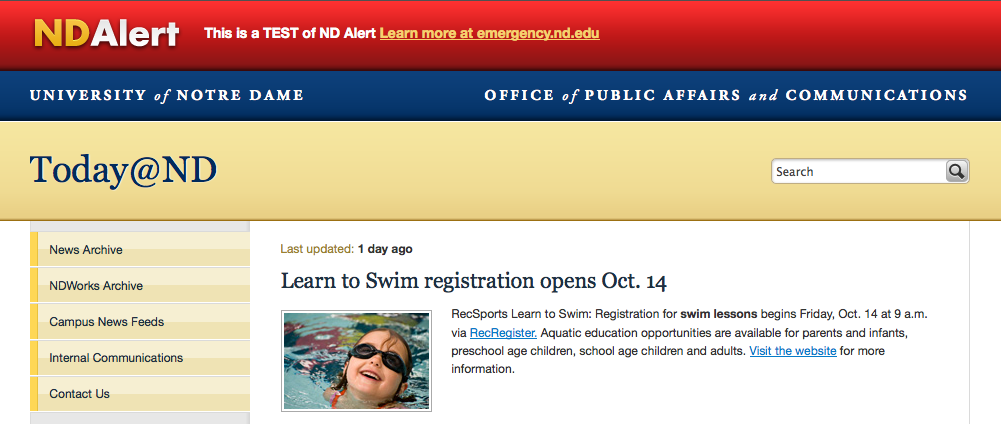 NDAlert This is a TEST of ND Alert Learn more at emergency.nd.edu
UNIVERSITY of NOTRE DAME OFFICE of PUBLIC AFFAIRS and COMMUNICATIONS
Today@ND
Search
News Archive
NDWorks Archive
Campus News Feeds
Internal Communications
Contact Us
Last updated: 1 day ago
Learn to Swim registration opens Oct. 14
RecSports Learn to Swim: Registration for swim lessons begins Friday, Oct. 14 at 9 a.m.
via RecRegister. Aquatic education opportunities are available for parents and infants,
preschool age children, school age children and adults. Visit the website for more
information.